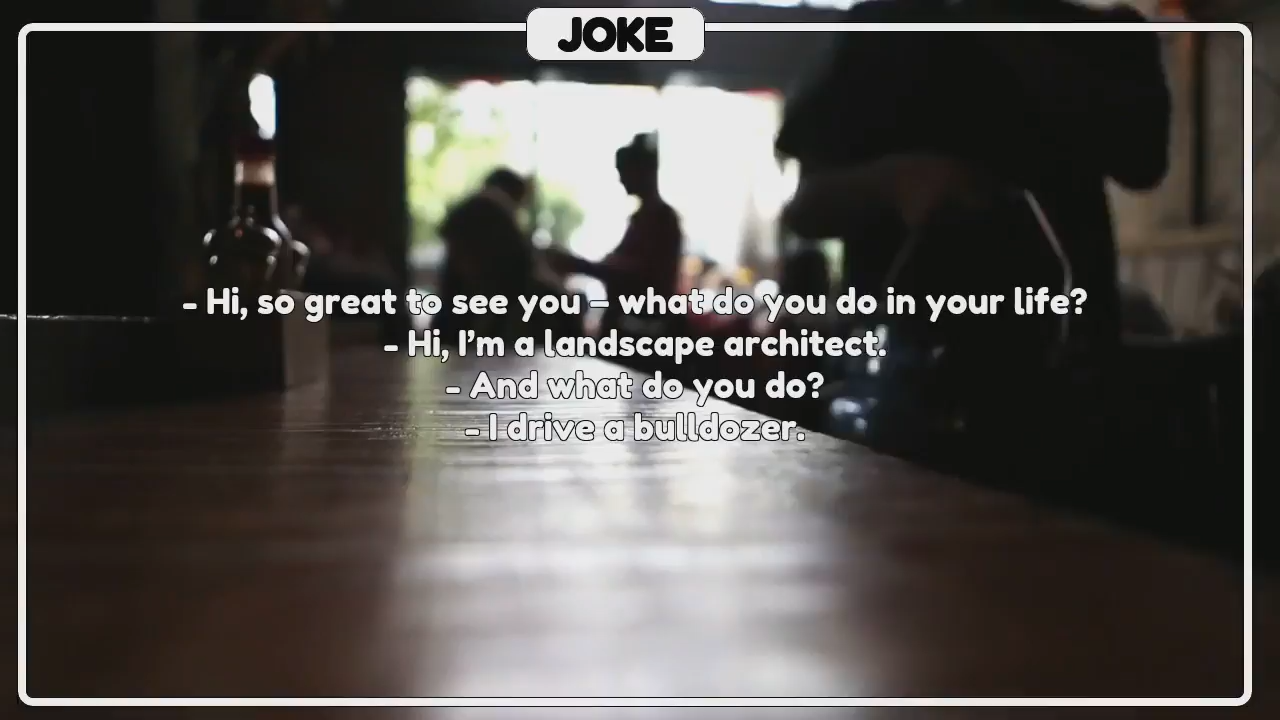 JOKE
- Hi, so great to see you – what do you do in your life?
- Hi, I’m a landscape architect.
- And what do you do?
- I drive a bulldozer.